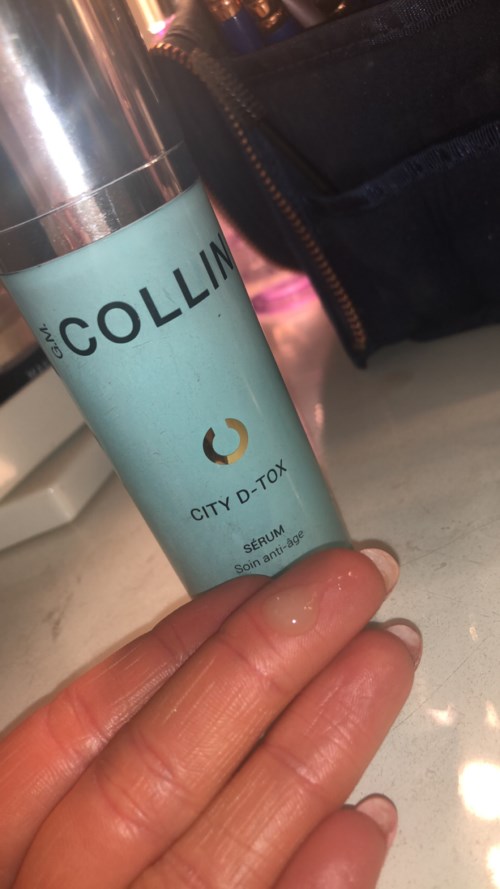 G.M.
COLLIN
CITY D-TOX
SÉRUM
Soin anti-âge